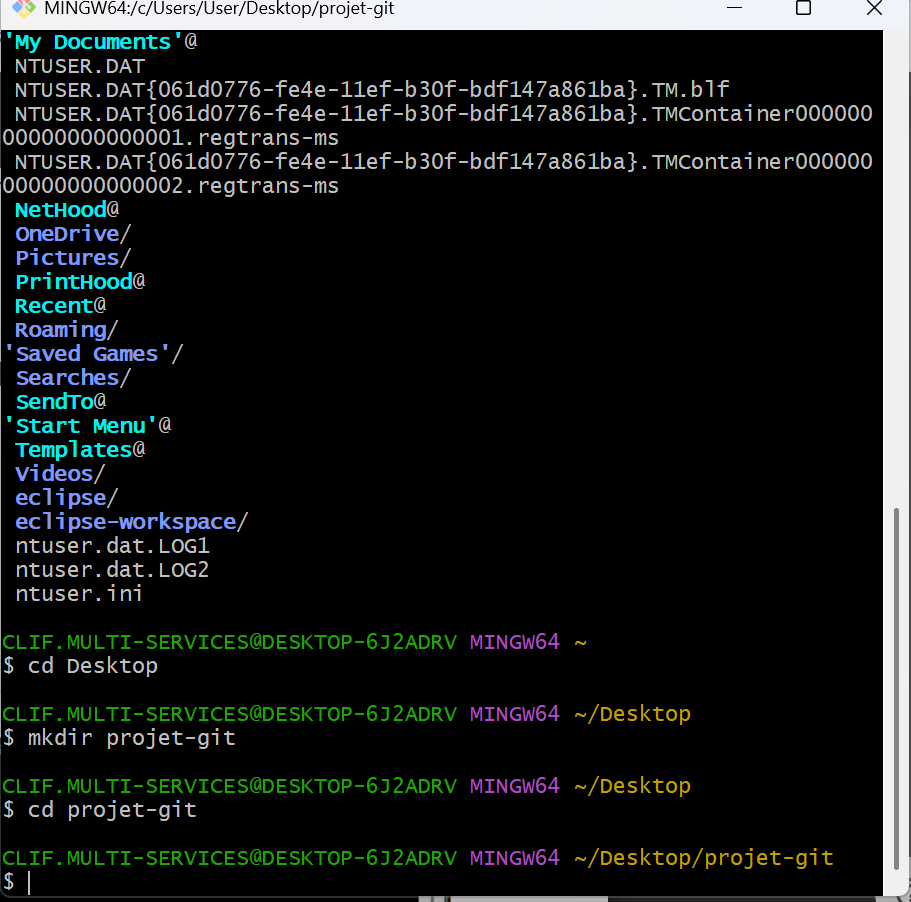 MINGW64:/c/Users/User/Desktop/projet-git
'My Documents'@
NTUSER.DAT
NTUSER.DAT{061d0776-fe4e-11ef-b30f-bdf147a861ba}.TM.blf
NTUSER.DAT{061d0776-fe4e-11ef-b30f-bdf147a861ba}.TMContainer000000
00000000000001.regtrans-ms
NTUSER.DAT{061d0776-fe4e-11ef-b30f-bdf147a861ba}.TMContainer000000
00000000000002.regtrans-ms
NetHood@
OneDrive/
Pictures/
PrintHood@
Recent@
Roaming/
'Saved Games'/
Searches/
SendTo@
'Start Menu'@
Templates@
Videos/
eclipse/
eclipse-workspace/
ntuser.dat.LOG1
ntuser.dat.LOG2
ntuser.ini
CLIF.MULTI-SERVICES@DESKTOP-6J2ADRV MINGW64 ~
$ cd Desktop
CLIF.MULTI-SERVICES@DESKTOP-6J2ADRV MINGW64 ~/Desktop
$ mkdir projet-git
CLIF.MULTI-SERVICES@DESKTOP-6J2ADRV MINGW64 ~/Desktop
$ cd projet-git
CLIF.MULTI-SERVICES@DESKTOP-6J2ADRV MINGW64 ~/Desktop/projet-git
$